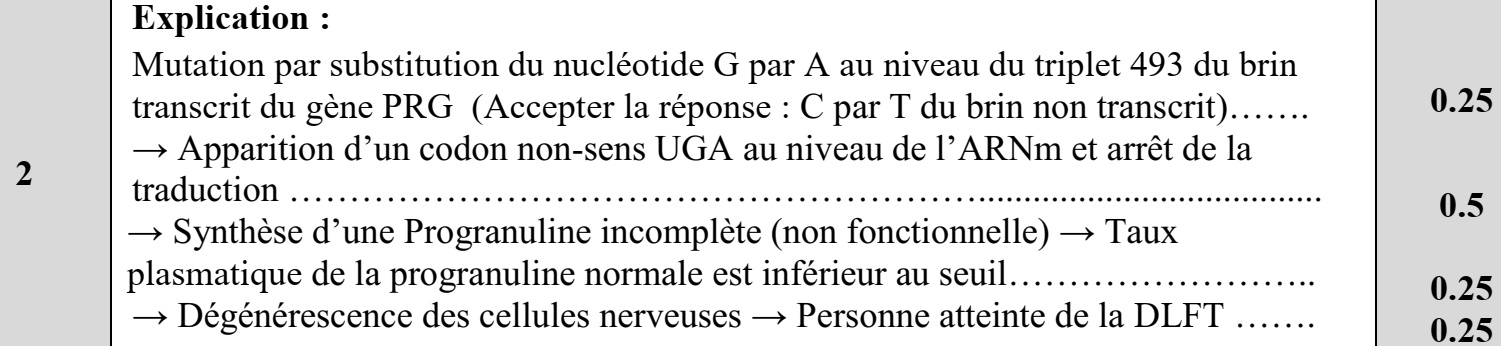 Explication :
Mutation par substitution du nucléotide G par A au niveau du triplet 493 du brin
transcrit du gène PRG (Accepter la réponse : C par T du brin non transcrit)……. 0.25
→ Apparition d’un codon non-sens UGA au niveau de l’ARNm et arrêt de la
2
traduction ………………………………………………….................................... 0.5
→ Synthèse d’une Progranuline incomplète (non fonctionnelle) → Taux
plasmatique de la progranuline normale est inférieur au seuil…………………….. 0.25
→ Dégénérescence des cellules nerveuses → Personne atteinte de la DLFT ……. 0.25